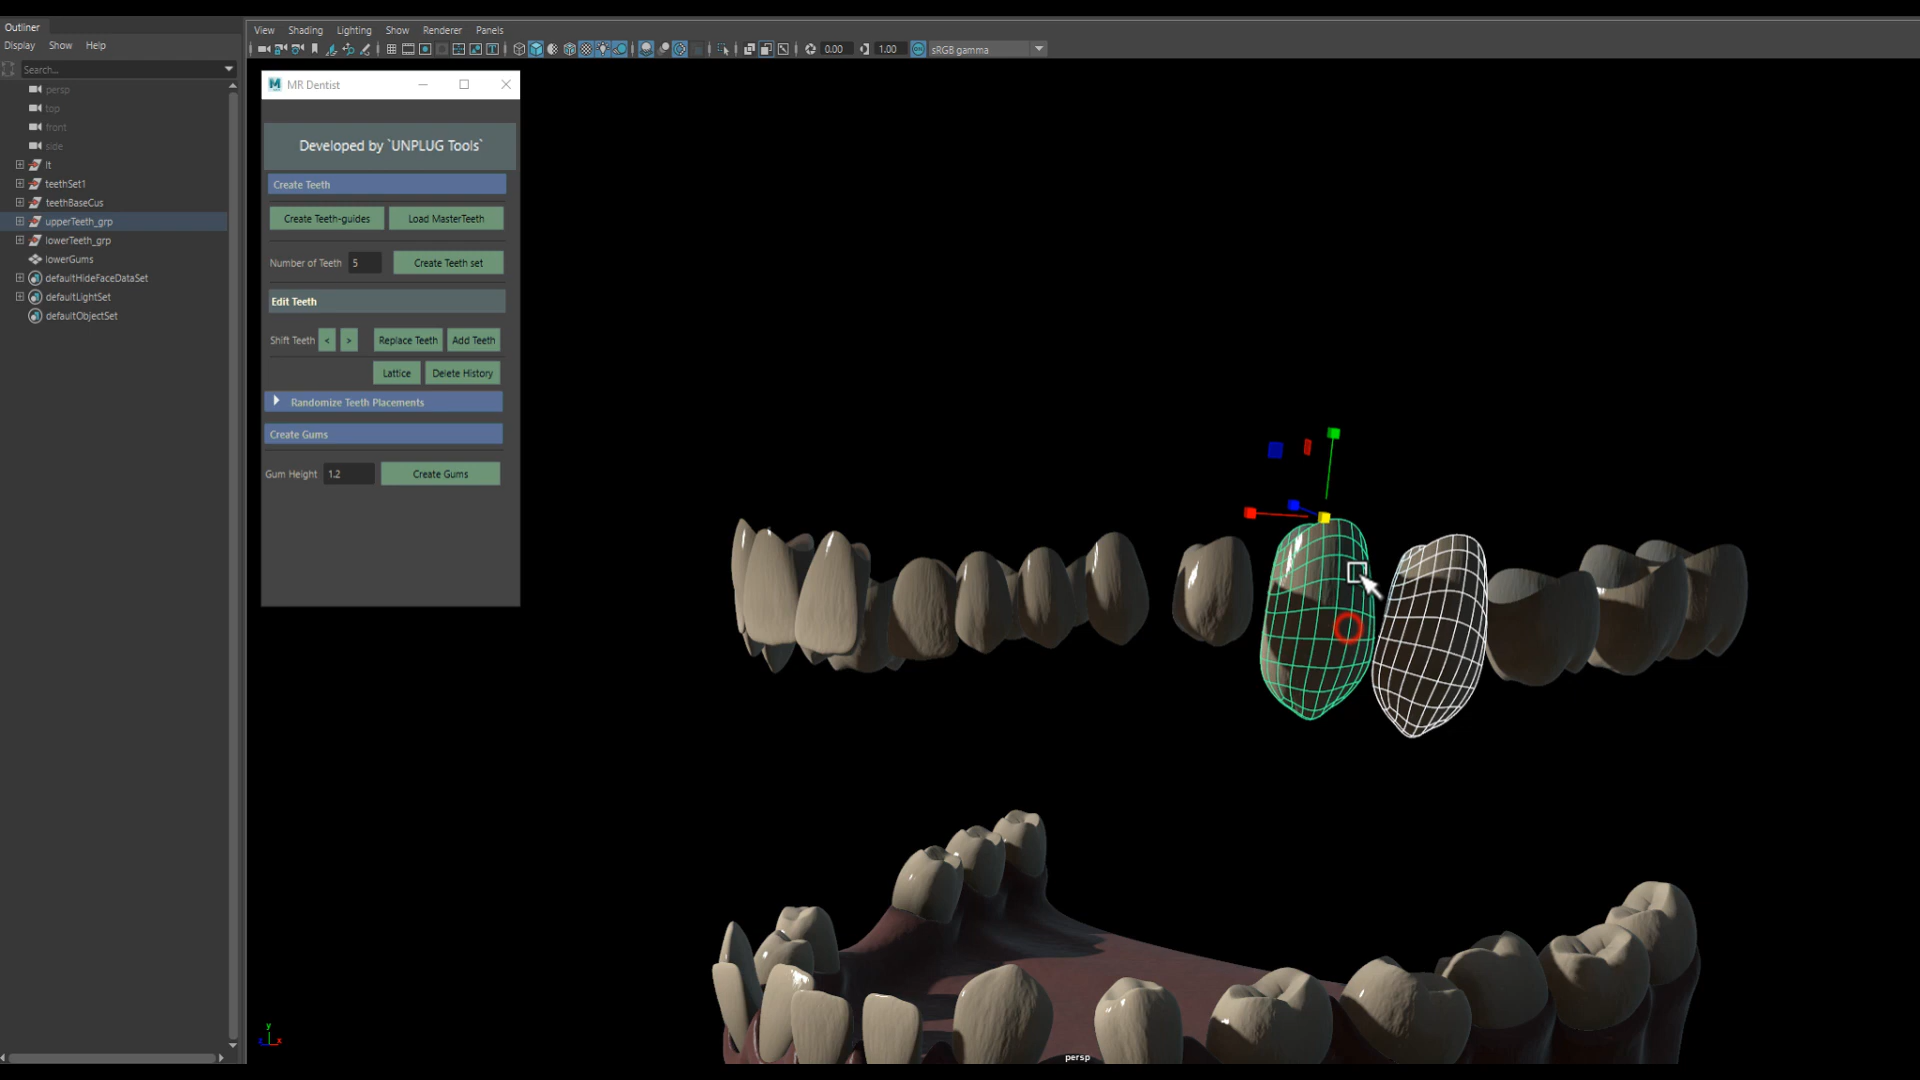 Outliner
Display Show Help
Search...
persp
top
front
side
lt
teethSet1
teethBaseCus
upperTeeth_grp
lowerTeeth_grp
lowerGums
defaultHideFaceDataSet
defaultLightSet
defaultObjectSet
View Shading Lighting Show Renderer Panels
0.00 1.00 sRGB gamma
M MR Dentist
Developed by `UNPLUG Tools`
Create Teeth
Create Teeth-guides Load MasterTeeth
Number of Teeth 5 Create Teeth set
Edit Teeth
Shift Teeth < > Replace Teeth Add Teeth
Lattice Delete History
Randomize Teeth Placements
Create Gums
Gum Height 1.2 Create Gums
y
x
persp